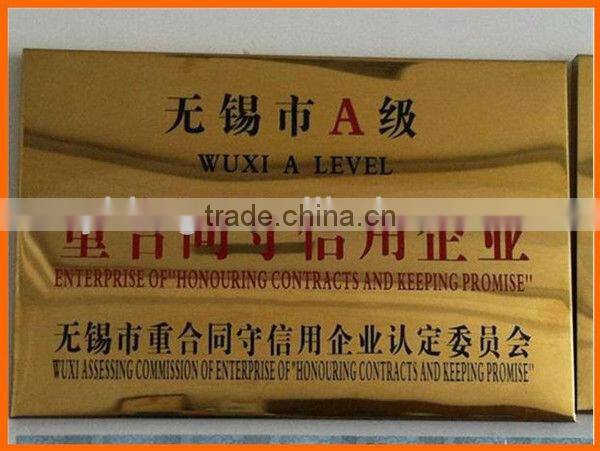 无锡市A级
WUXI A LEVEL
trade.china.cn
重合同守信用企业
ENTERPRISE OF"HONOURING CONTRACTS AND KEEPING PROMISE"
无锡市重合同守信用企业认定委员会
WUXI ASSESSING COMMISSION OF ENTERPRISE OF "HONOURING CONTRACTS AND KEEPING PROMISE"